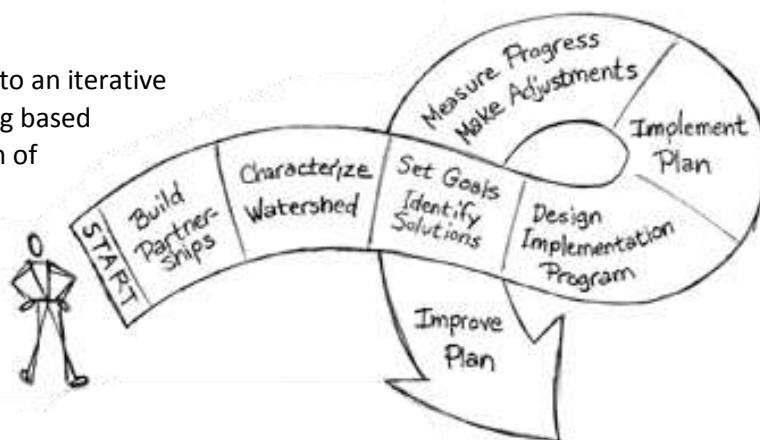 to an iterative
g based
n of
START
Build
Partner-
ships
Characterize
Watershed
Set Goals
Identify
Solutions
Design
Implementation
Program
Implement
Plan
Measure Progress
Make Adjustments
Improve
Plan